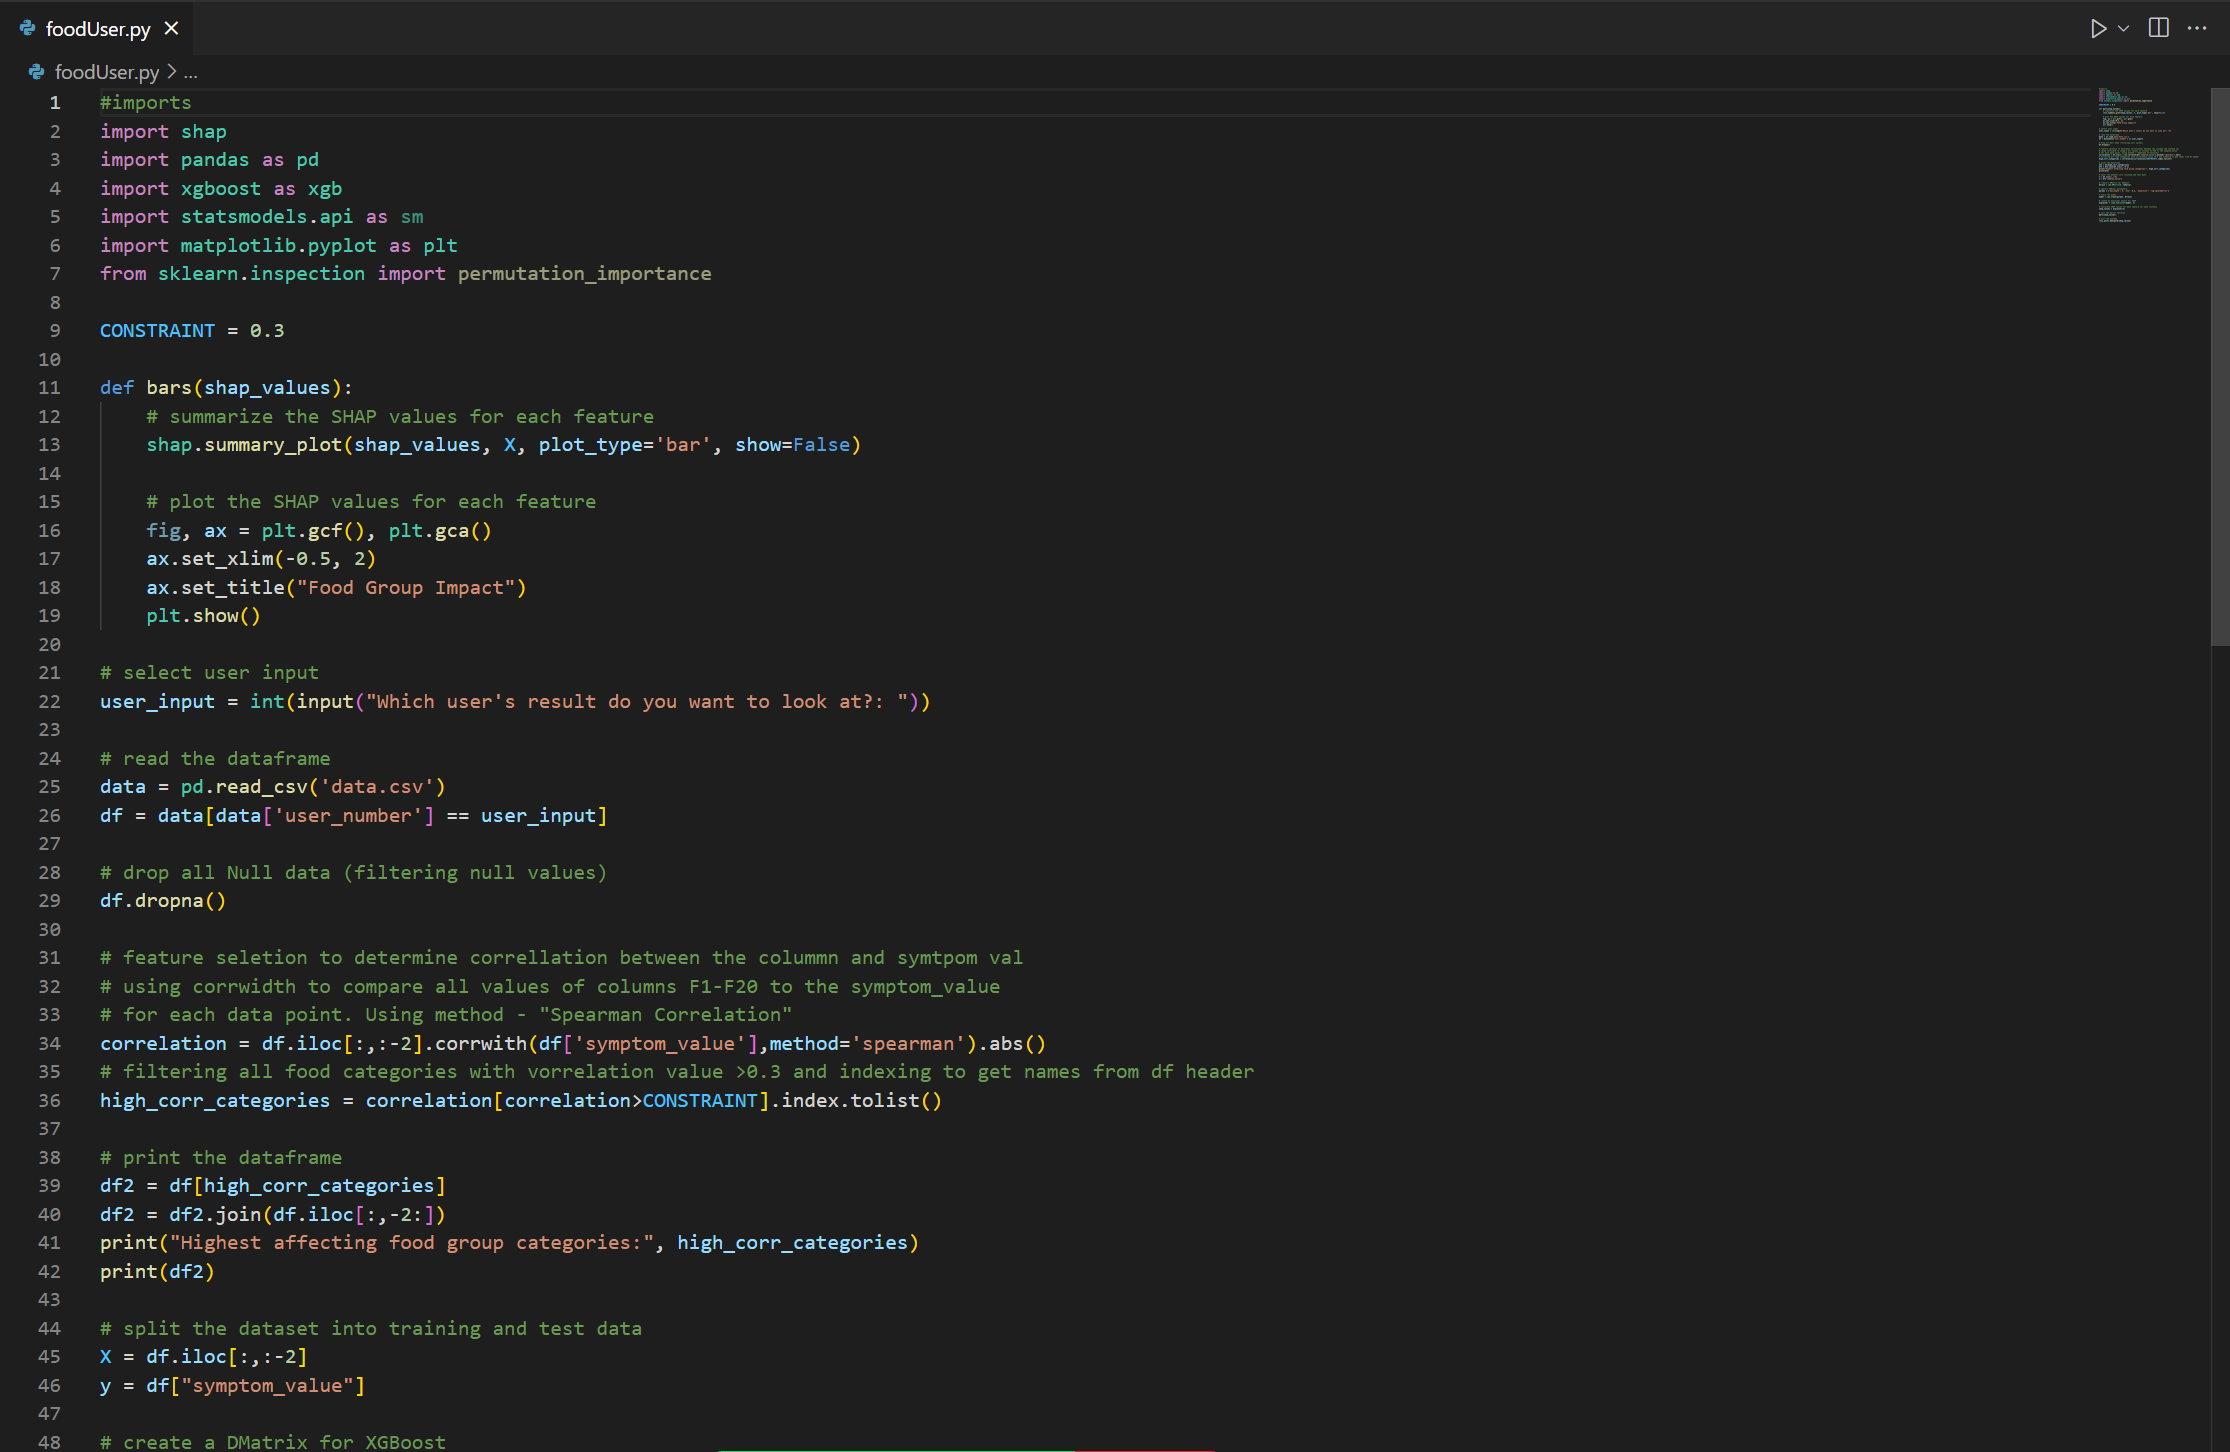 foodUser.py
foodUser.py > ...
1 #imports
2 import shap
3 import pandas as pd
4 import xgboost as xgb
5 import statsmodels.api as sm
6 import matplotlib.pyplot as plt
7 from sklearn.inspection import permutation_importance
8
9 CONSTRAINT = 0.3
10
11 def bars(shap_values):
12     # summarize the SHAP values for each feature
13     shap.summary_plot(shap_values, X, plot_type='bar', show=False)
14
15     # plot the SHAP values for each feature
16     fig, ax = plt.gcf(), plt.gca()
17     ax.set_xlim(-0.5, 2)
18     ax.set_title("Food Group Impact")
19     plt.show()
20
21 # select user input
22 user_input = int(input("Which user's result do you want to look at?: "))
23
24 # read the dataframe
25 data = pd.read_csv('data.csv')
26 df = data[data['user_number'] == user_input]
27
28 # drop all Null data (filtering null values)
29 df.dropna()
30
31 # feature seletion to determine correllation between the colummn and symtpom val
32 # using corrwidth to compare all values of columns F1-F20 to the symptom_value
33 # for each data point. Using method - "Spearman Correlation"
34 correlation = df.iloc[:,:-2].corrwith(df['symptom_value'],method='spearman').abs()
35 # filtering all food categories with vorrelation value >0.3 and indexing to get names from df header
36 high_corr_categories = correlation[correlation>CONSTRAINT].index.tolist()
37
38 # print the dataframe
39 df2 = df[high_corr_categories]
40 df2 = df2.join(df.iloc[:,-2:])
41 print("Highest affecting food group categories:", high_corr_categories)
42 print(df2)
43
44 # split the dataset into training and test data
45 X = df.iloc[:,:-2]
46 y = df["symptom_value"]
47
48 # create a DMatrix for XGBoost